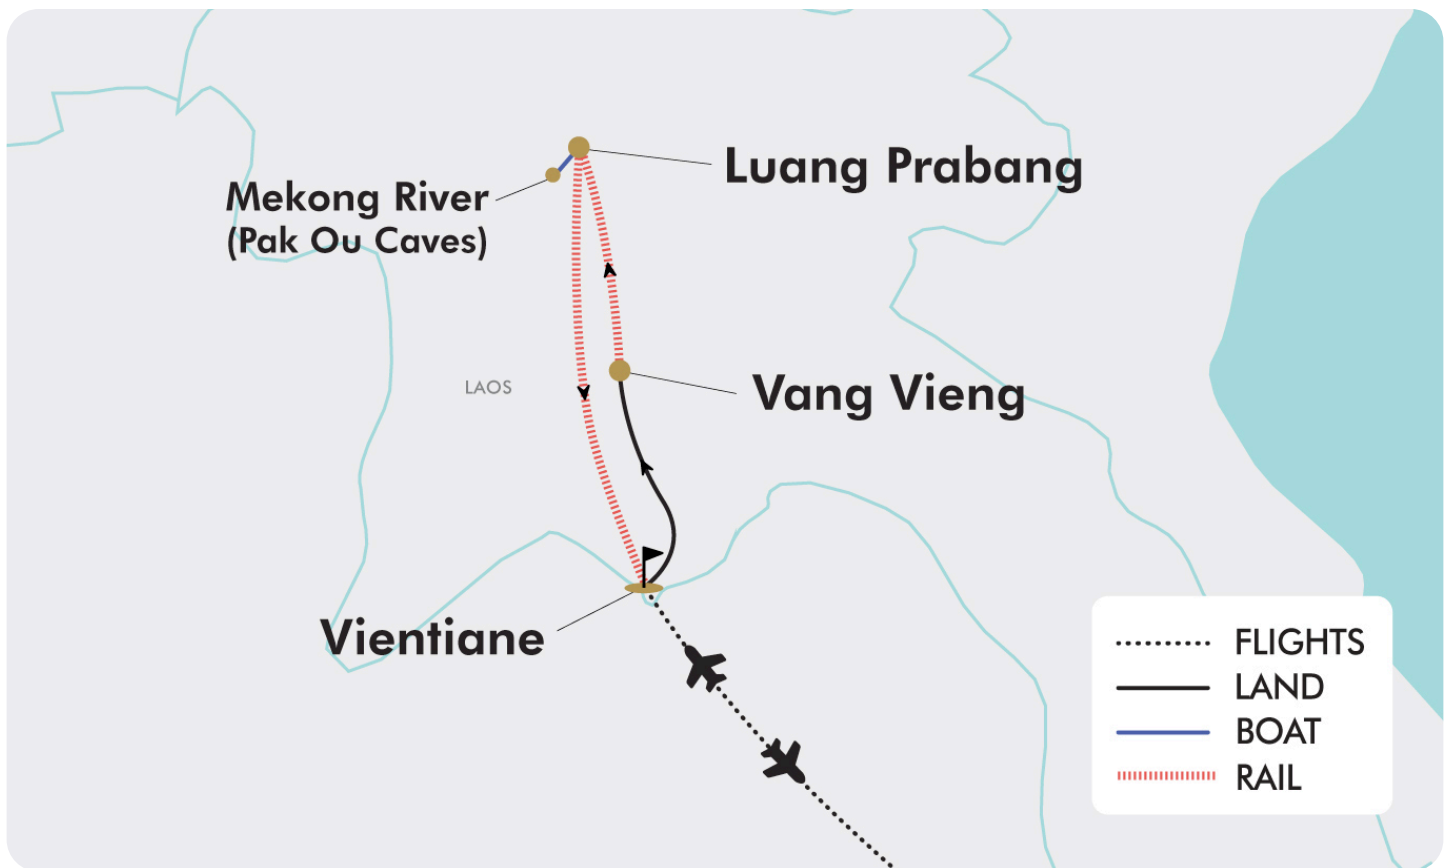 Luang Prabang
Mekong River
(Pak Ou Caves)
LAOS
Vang Vieng
Vientiane
FLIGHTS
LAND
BOAT
RAIL